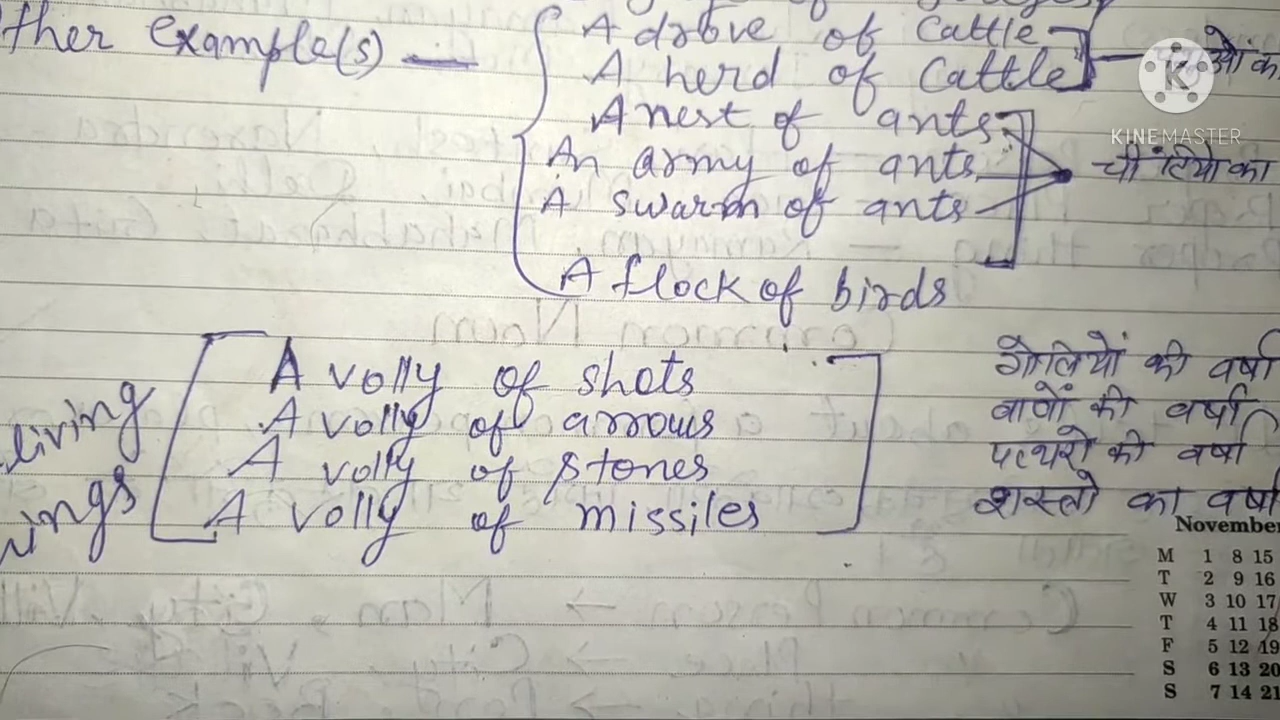 ther example(s) —
A drove of Cattle
A herd of Cattle
ओं का
A nest of ants
An army of ants
चींटियों का
A swarm of ants
A flock of birds
A volly of shots गोलियों की वर्षा
A volly of arrows वाणों की वर्षा
A volly of stones पत्थरो की वर्षा
A volly of missiles शस्त्रो का वर्षा
living
ings
KINEMASTER
November
M 1 8 15
T 2 9 16
W 3 10 17
T 4 11 18
F 5 12 19
S 6 13 20
S 7 14 21